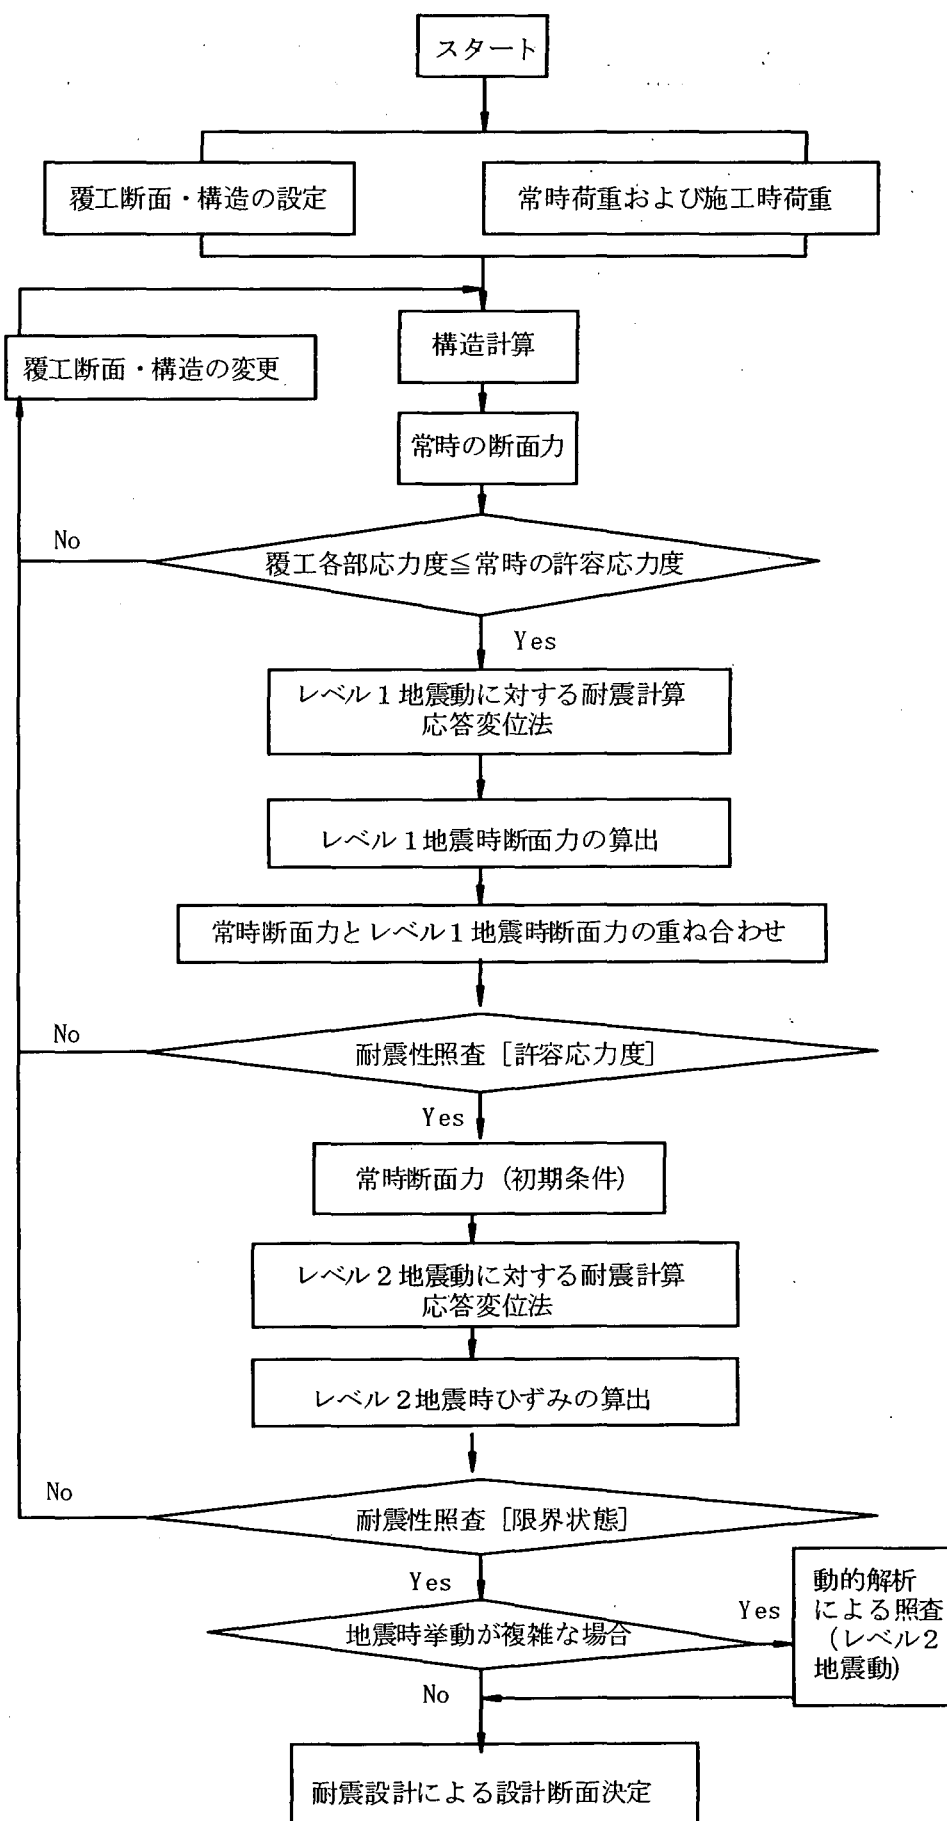 スタート
覆工断面・構造の設定
常時荷重および施工時荷重
構造計算
覆工断面・構造の変更
常時の断面力
No
覆工各部応力度≦常時の許容応力度
Yes
レベル1地震動に対する耐震計算
応答変位法
レベル1地震時断面力の算出
常時断面力とレベル1地震時断面力の重ね合わせ
No
耐震性照査[許容応力度]
Yes
常時断面力(初期条件)
レベル2地震動に対する耐震計算
応答変位法
レベル2地震時ひずみの算出
No
耐震性照査[限界状態]
Yes
地震時挙動が複雑な場合
Yes
動的解析
による照査
(レベル2
地震動)
No
耐震設計による設計断面決定